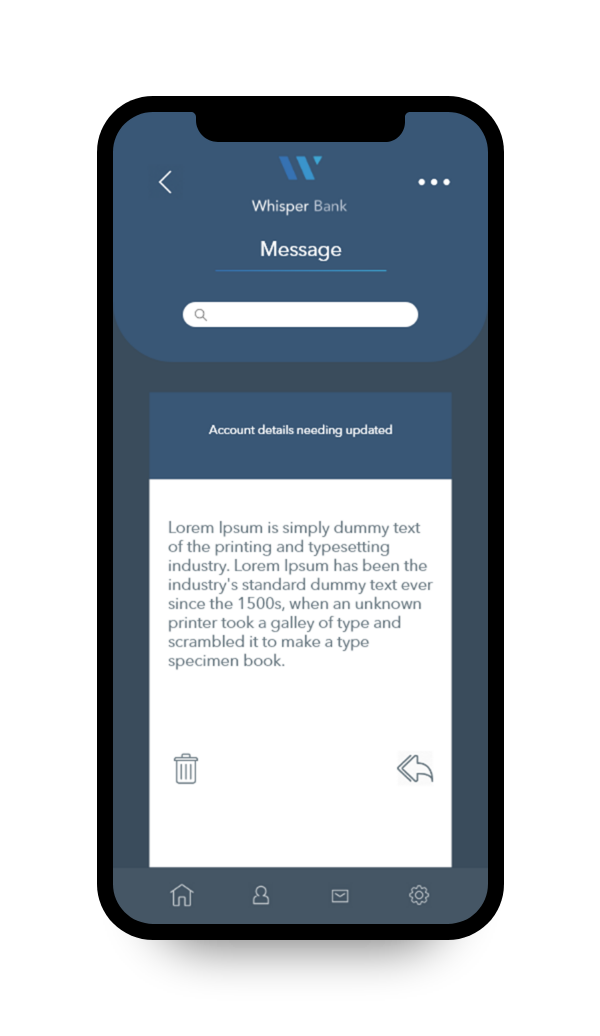 Whisper Bank
Message
Account details needing updated
Lorem Ipsum is simply dummy text
of the printing and typesetting
industry. Lorem Ipsum has been the
industry's standard dummy text ever
since the 1500s, when an unknown
printer took a galley of type and
scrambled it to make a type
specimen book.